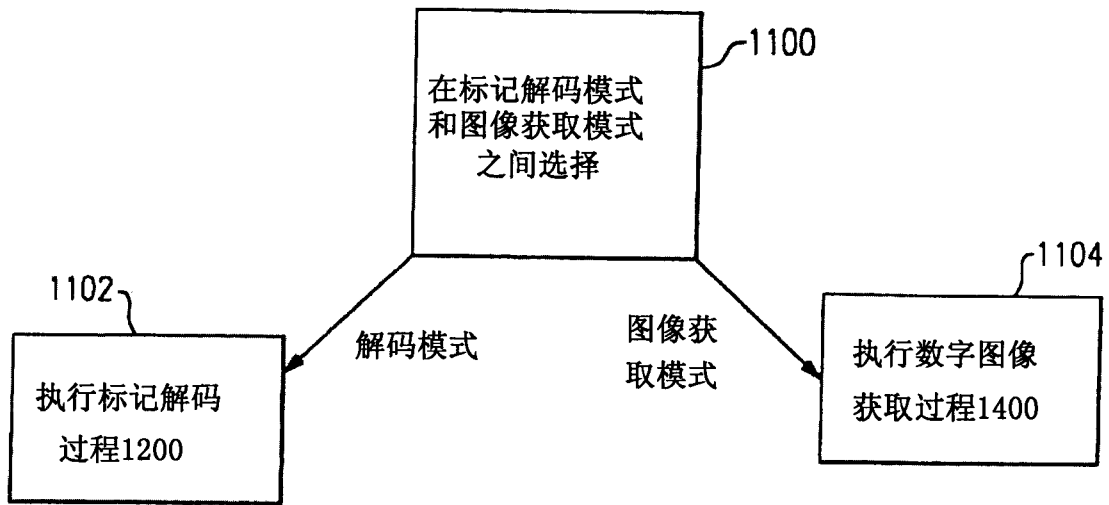 1100
在标记解码模式
和图像获取模式
之间选择
1102
1104
解码模式
图像获
取模式
执行标记解码
过程1200
执行数字图像
获取过程1400